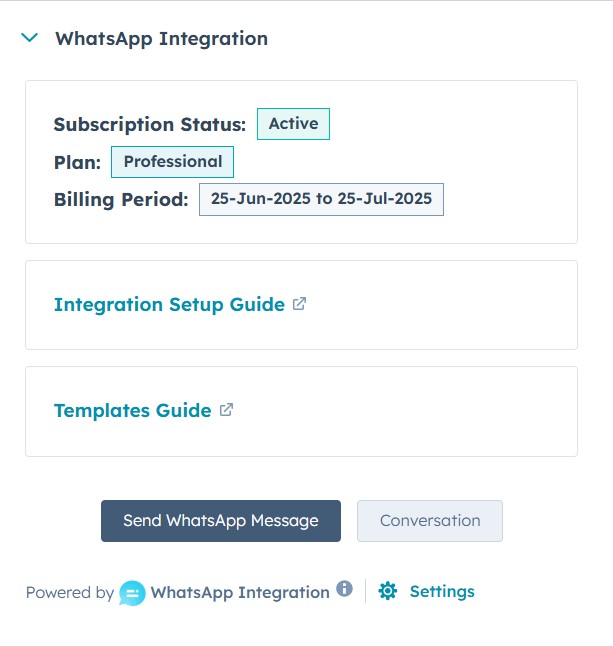 WhatsApp Integration
Subscription Status: Active
Plan: Professional
Billing Period: 25-Jun-2025 to 25-Jul-2025
Integration Setup Guide
Templates Guide
Send WhatsApp Message Conversation
Powered by WhatsApp Integration Settings